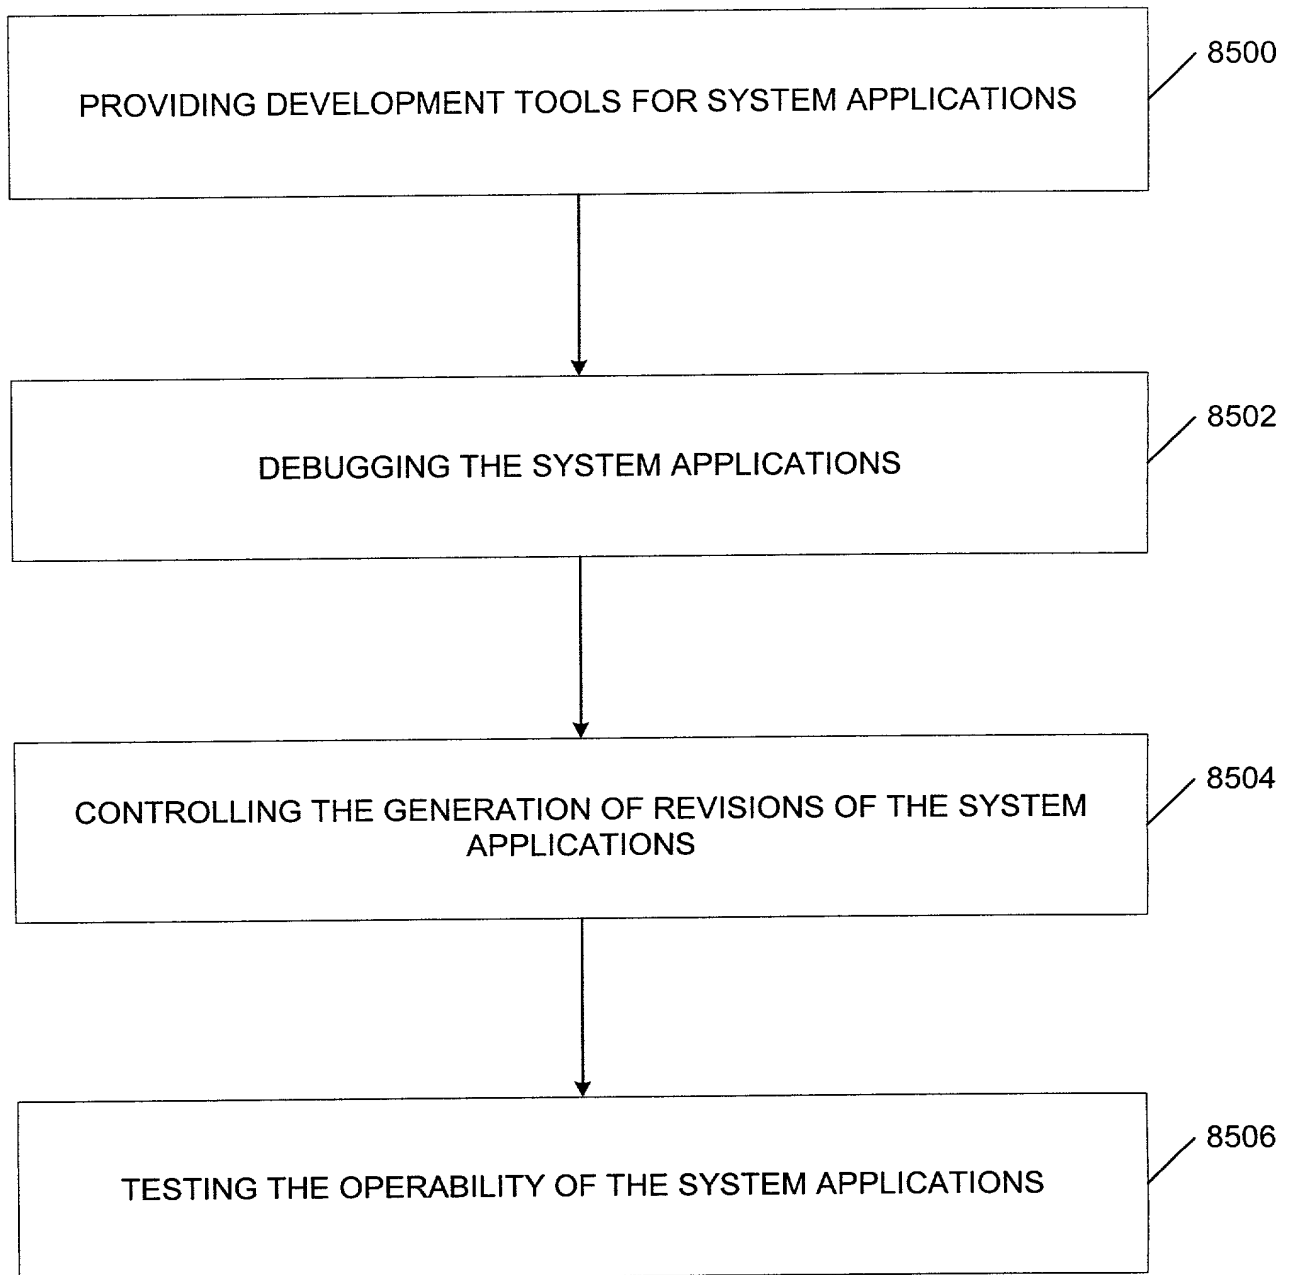 8500
PROVIDING DEVELOPMENT TOOLS FOR SYSTEM APPLICATIONS
8502
DEBUGGING THE SYSTEM APPLICATIONS
8504
CONTROLLING THE GENERATION OF REVISIONS OF THE SYSTEM
APPLICATIONS
8506
TESTING THE OPERABILITY OF THE SYSTEM APPLICATIONS